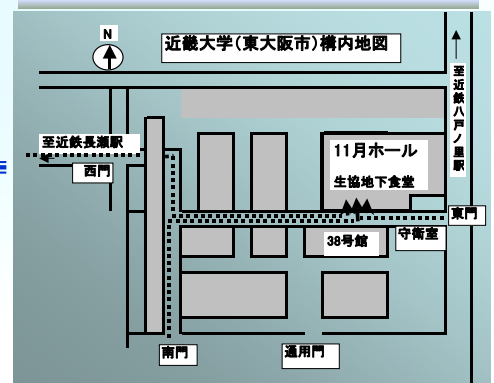 N
近畿大学（東大阪市）構内地図
至近鉄八戸ノ里駅
至近鉄長瀬駅
西門
11月ホール
生協地下食堂
東門
守衛室
38号館
南門
通用門